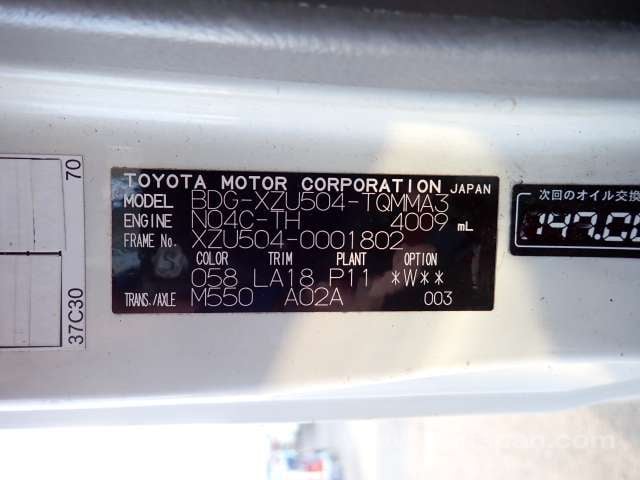 TOYOTA MOTOR CORPORATION JAPAN
MODEL BDG-XZU504-TQMMA3
ENGINE N04C-TH 4009 mL
FRAME No. XZU504-0001802
COLOR TRIM PLANT OPTION
058 LA18 P11 *W**
TRANS./AXLE M550 A02A 003
70
37C30
次回のオイル交換